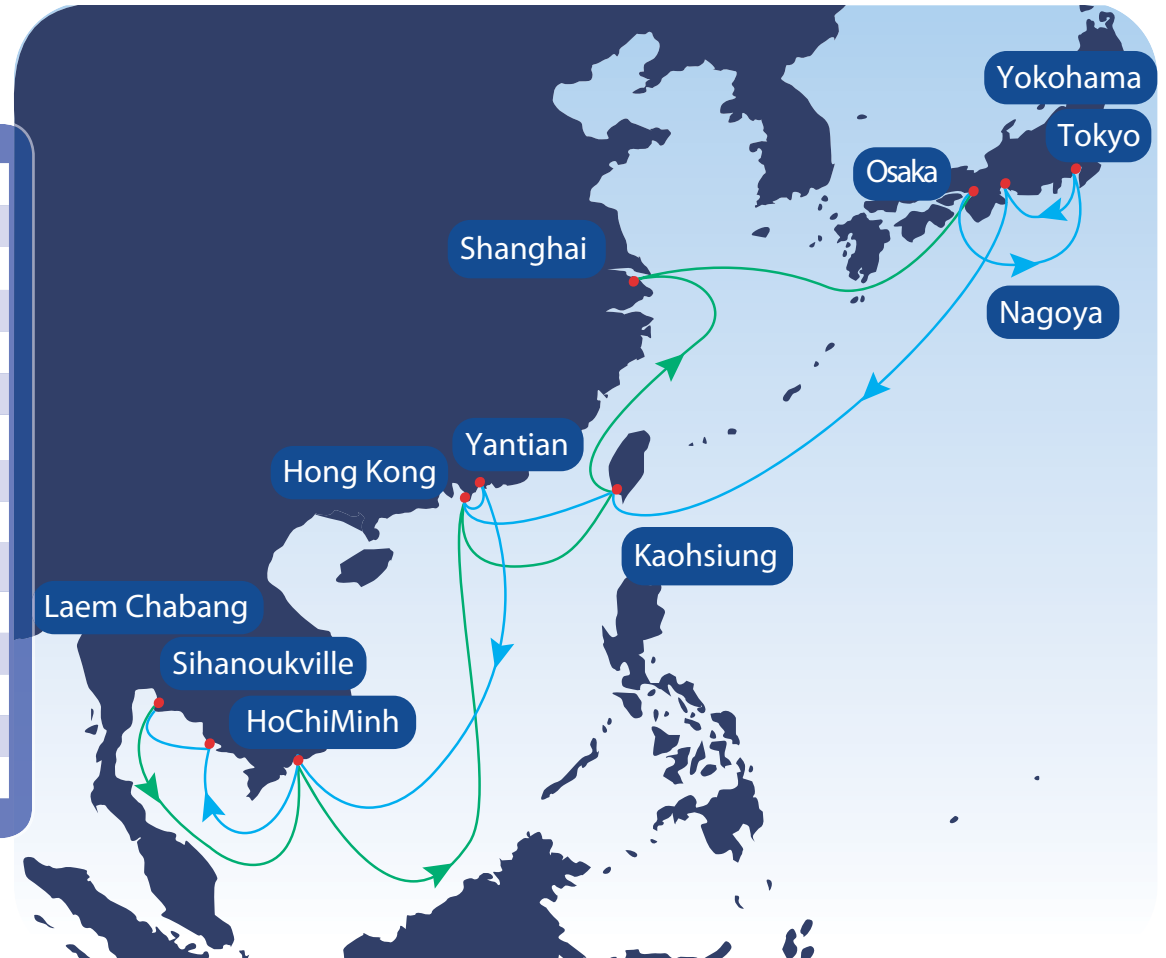 Yokohama
Tokyo
Osaka
Shanghai
Nagoya
Yantian
Hong Kong
Kaohsiung
Laem Chabang
Sihanoukville
HoChiMinh